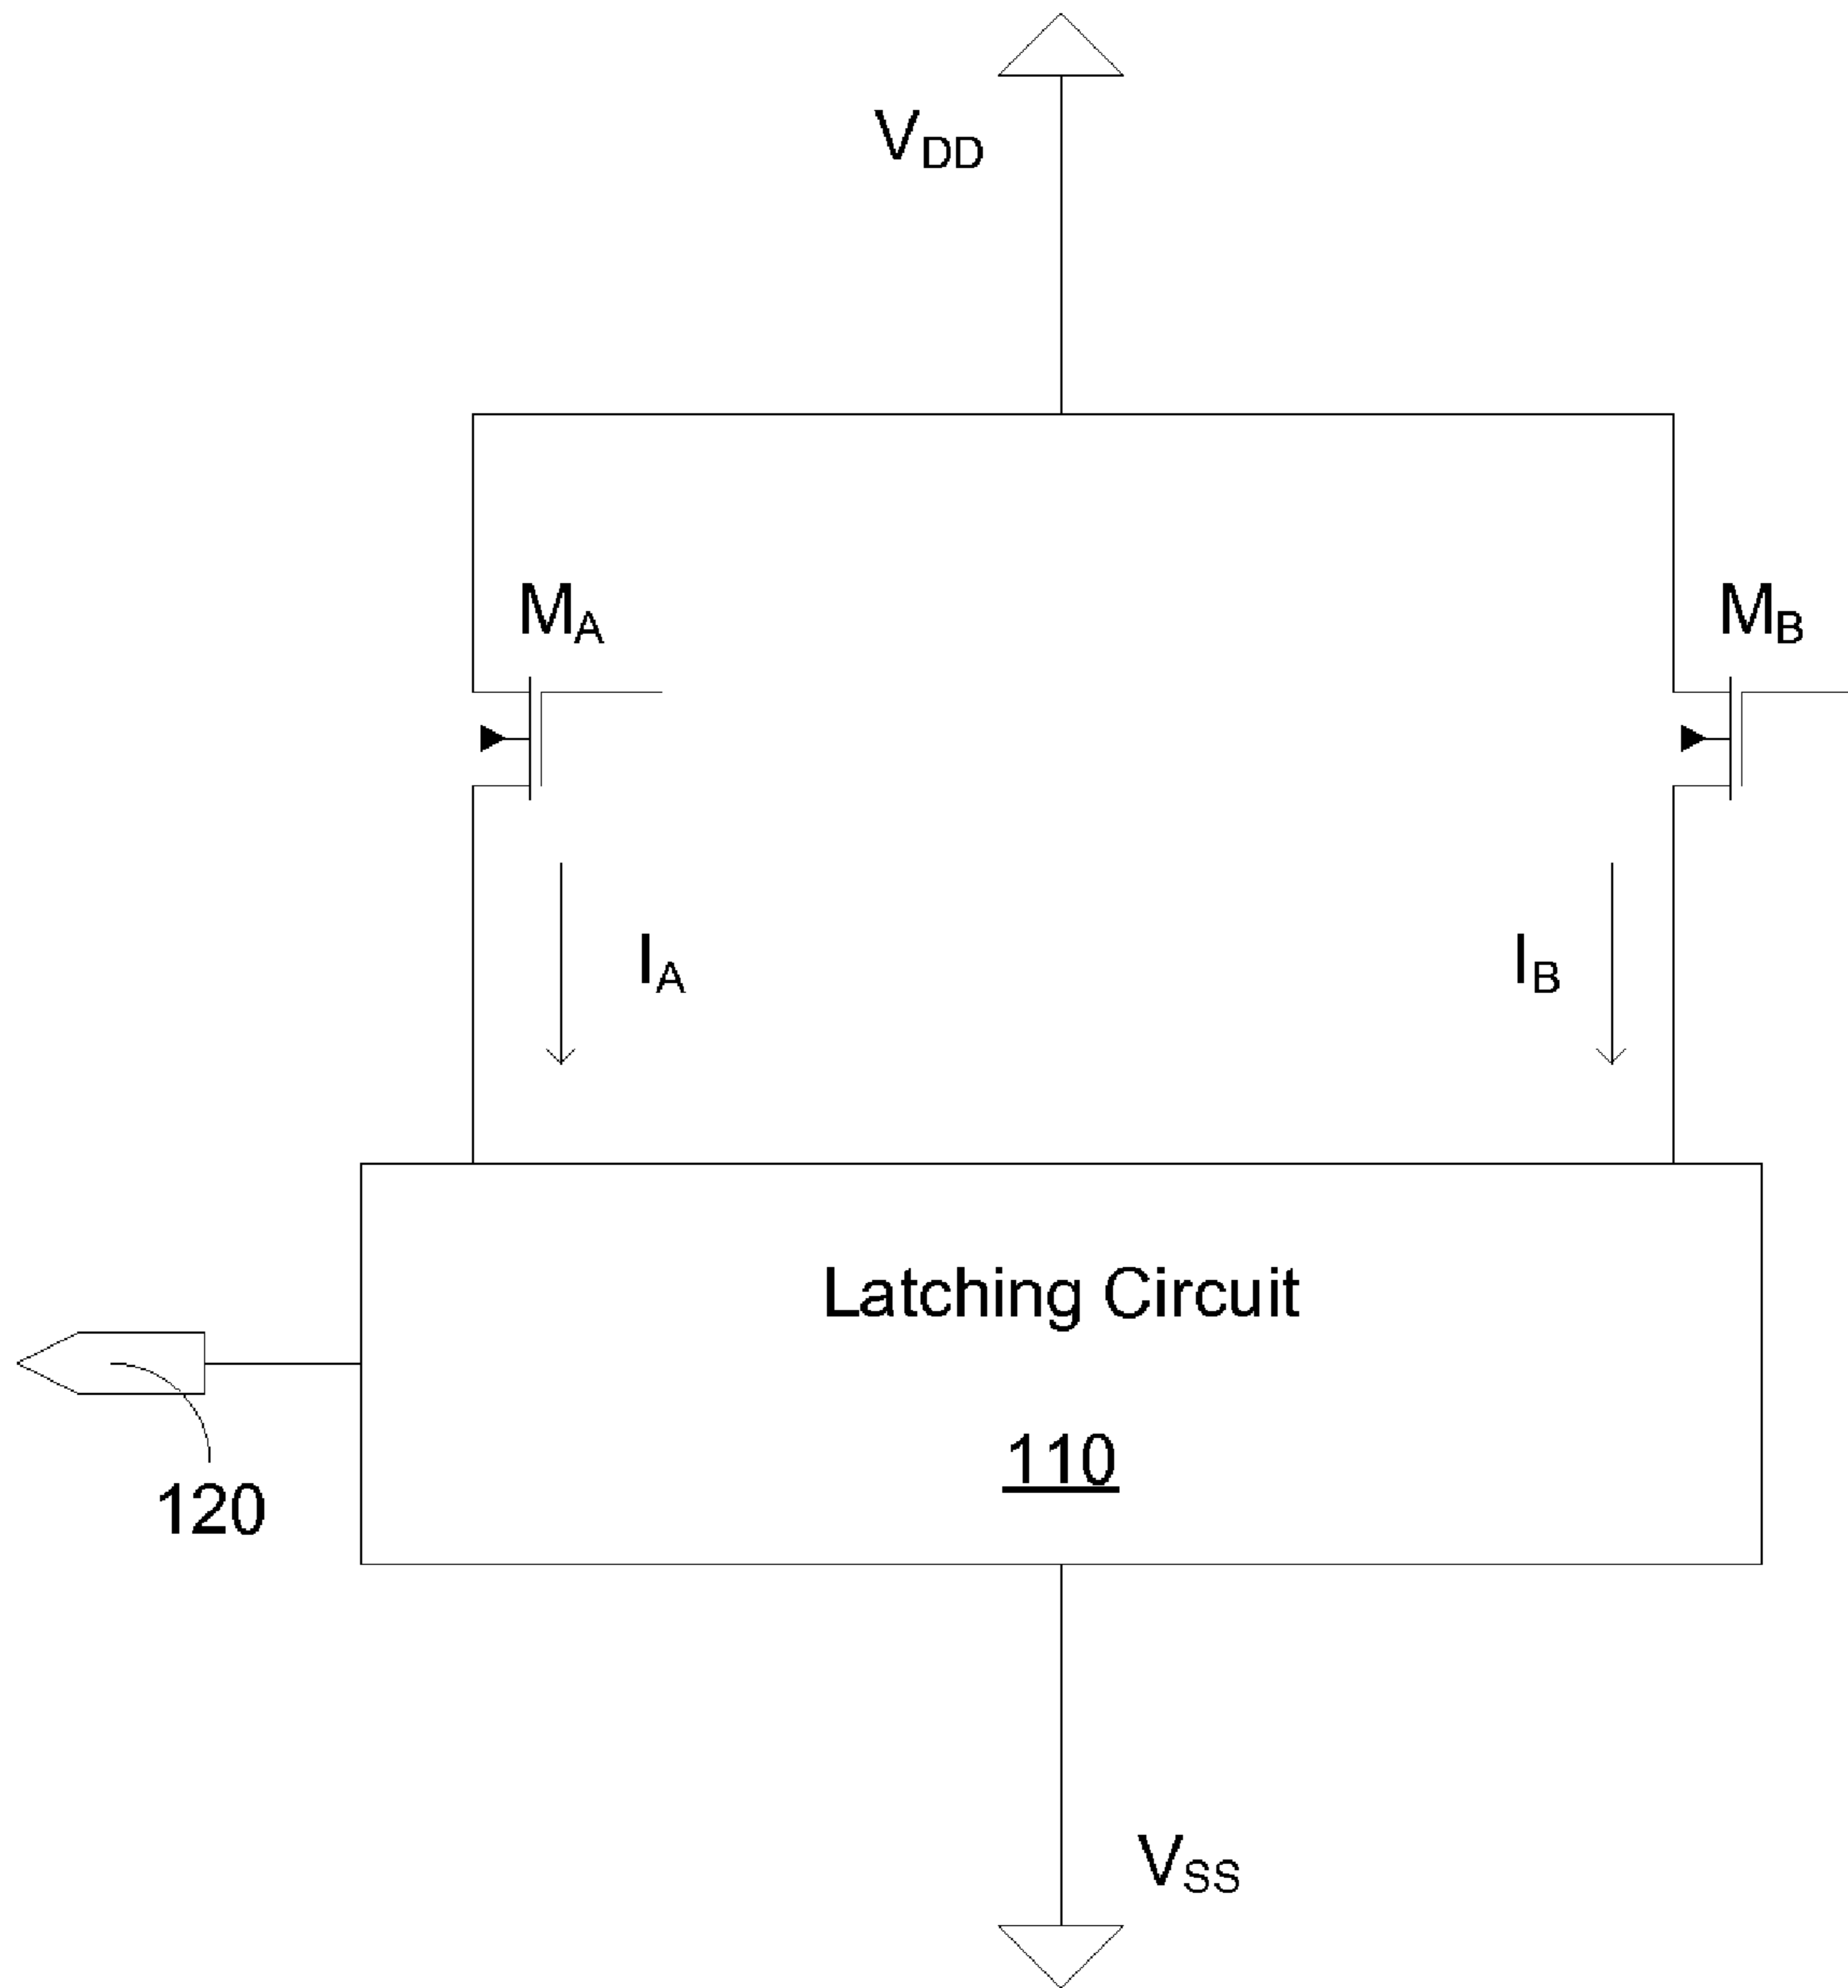 VDD
MA
MB
IA
IB
Latching Circuit
110
120
VSS